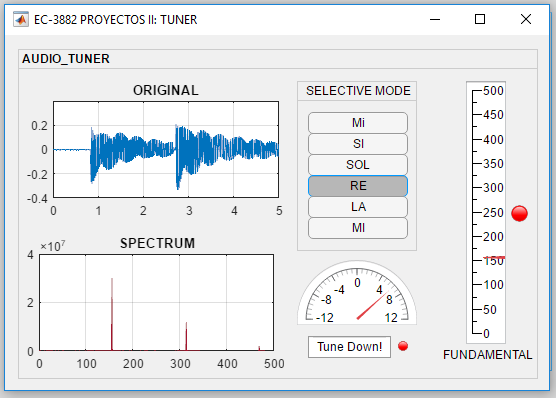 EC-3882 PROYECTOS II: TUNER
AUDIO_TUNER
ORIGINAL
0.2
0
-0.2
-0.4
0 1 2 3 4 5
SPECTRUM
×10⁷
4
2
0
0 100 200 300 400 500
SELECTIVE MODE
Mi
SI
SOL
RE
LA
MI
-12
-8
-4
0
4
8
12
Tune Down!
500
450
400
350
300
250
200
150
100
50
0
FUNDAMENTAL